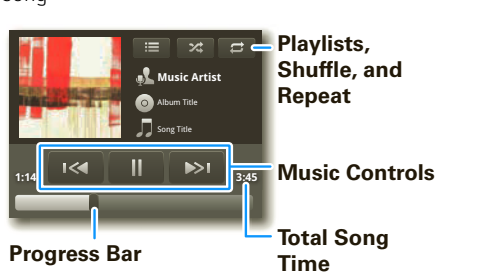 Song
Playlists,
Shuffle, and
Repeat
Music Artist
Album Title
Song Title
1:14
3:45
Music Controls
Progress Bar
Total Song
Time